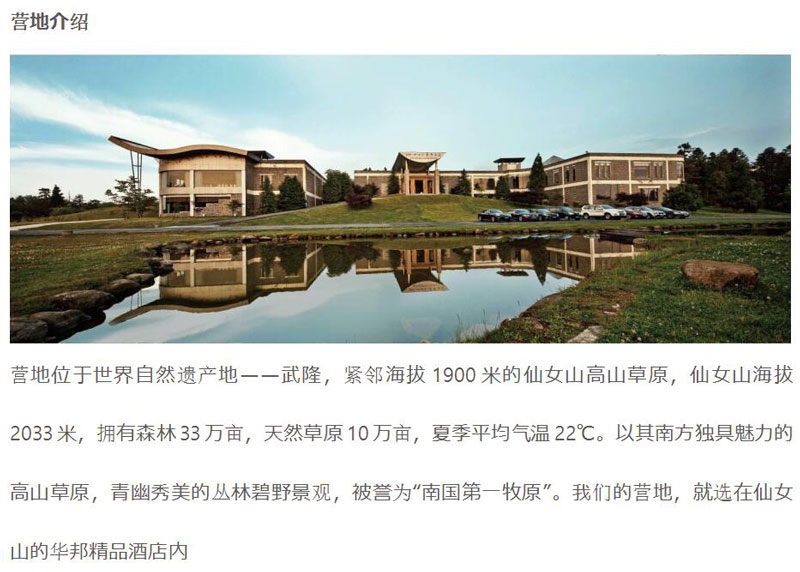 营地介绍
营地位于世界自然遗产地——武隆，紧邻海拔 1900 米的仙女山高山草原，仙女山海拔
2033 米，拥有森林 33 万亩，天然草原 10 万亩，夏季平均气温 22℃。以其南方独具魅力的
高山草原，青幽秀美的丛林碧野景观，被誉为“南国第一牧原”。我们的营地，就选在仙女
山的华邦精品酒店内